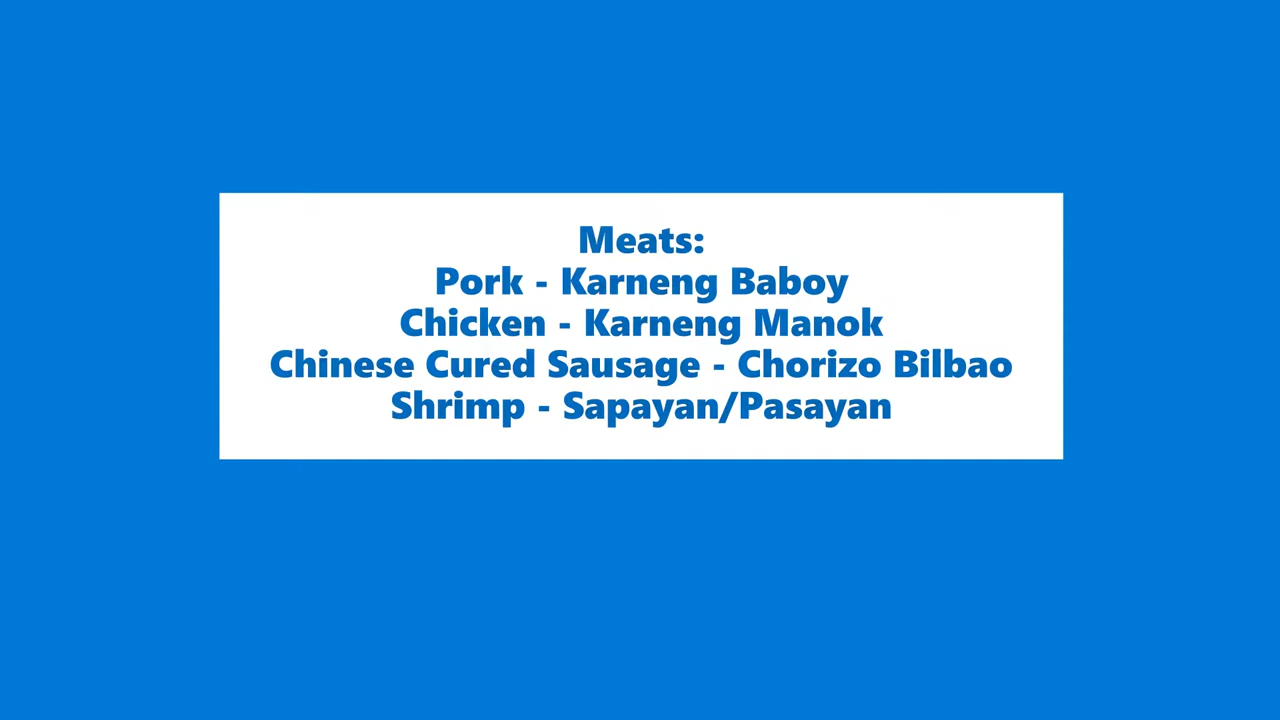 Meats:
Pork - Karneng Baboy
Chicken - Karneng Manok
Chinese Cured Sausage - Chorizo Bilbao
Shrimp - Sapayan/Pasayan